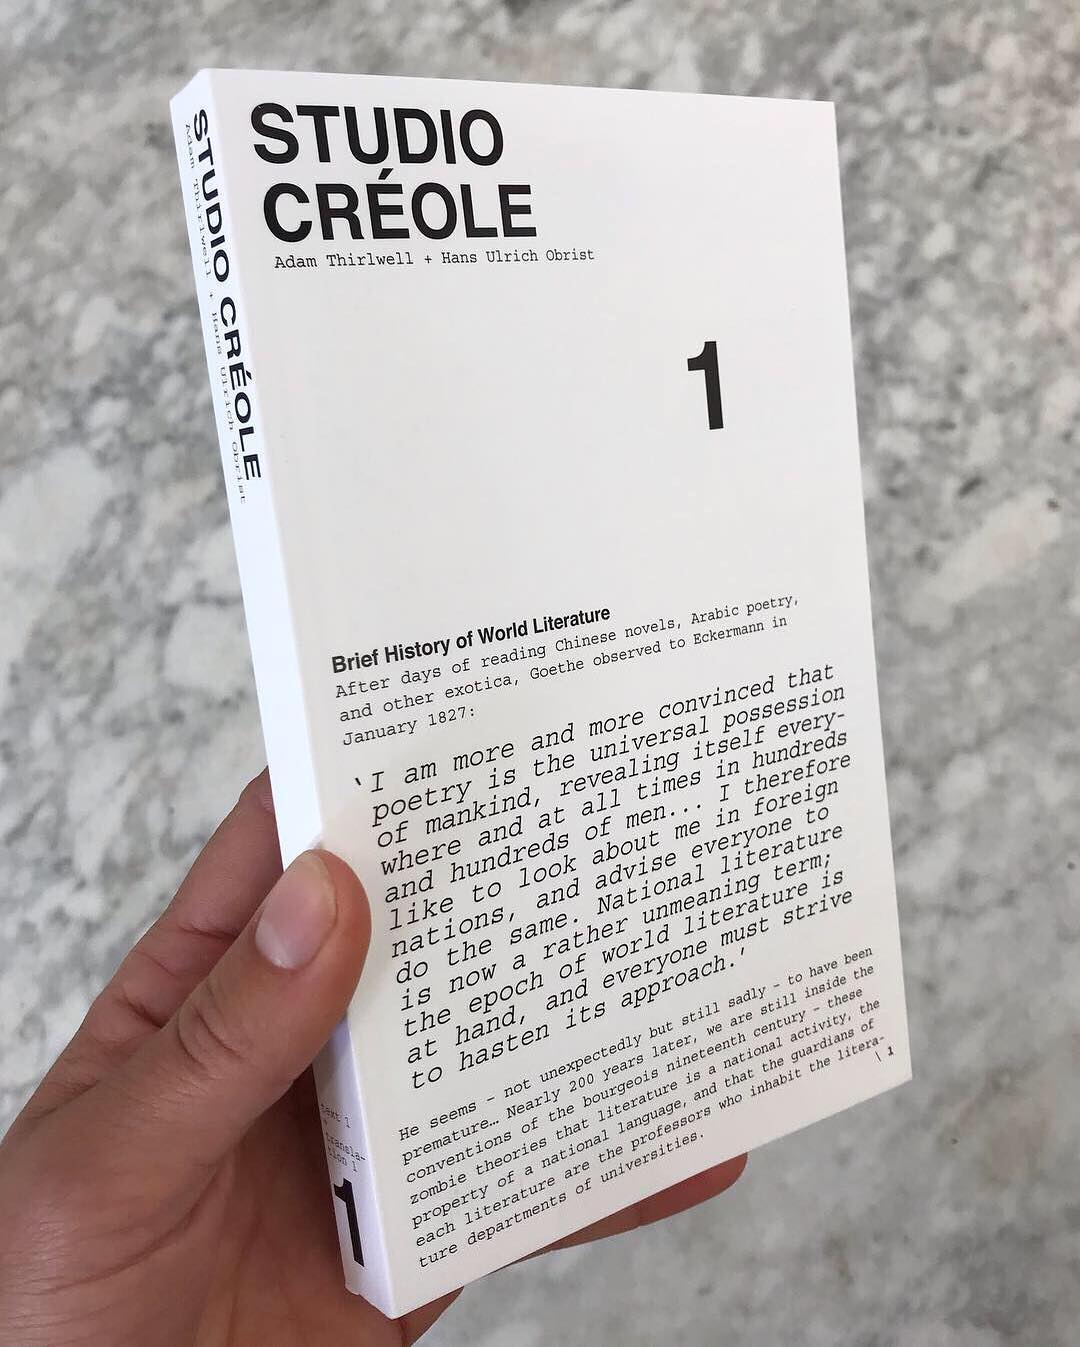 STUDIO
CRÉOLE
Adam Thirlwell + Hans Ulrich Obrist
1
Brief History of World Literature
After days of reading Chinese novels, Arabic poetry,
and other exotica, Goethe observed to Eckermann in
January 1827:
‘I am more and more convinced that
poetry is the universal possession
of mankind, revealing itself every-
where and at all times in hundreds
and hundreds of men... I therefore
like to look about me in foreign
nations, and advise everyone to
do the same. National literature
is now a rather unmeaning term;
the epoch of world literature is
at hand, and everyone must strive
to hasten its approach.’
He seems – not unexpectedly but still sadly – to have been
premature… Nearly 200 years later, we are still inside the
conventions of the bourgeois nineteenth century – these
zombie theories that literature is a national activity, the
property of a national language, and that the guardians of
each literature are the professors who inhabit the litera-
ture departments of universities.
\ 1
STUDIO CRÉOLE
Adam Thirlwell + Hans Ulrich Obrist
text 1
+
transla-
tion 1
1